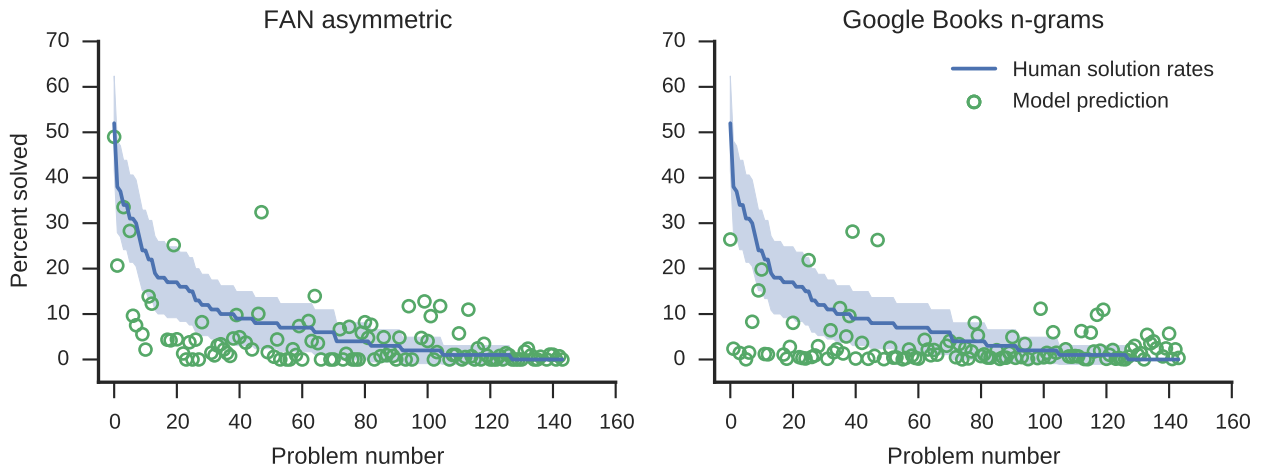 FAN asymmetric
70
60
50
40
30
20
10
0
Percent solved
0 20 40 60 80 100 120 140 160
Problem number
Google Books n-grams
Human solution rates
Model prediction
70
60
50
40
30
20
10
0
0 20 40 60 80 100 120 140 160
Problem number